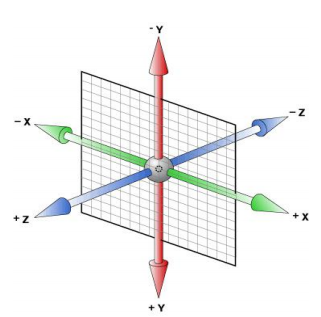 - Y
- X
- Z
+ Z
+ X
+ Y